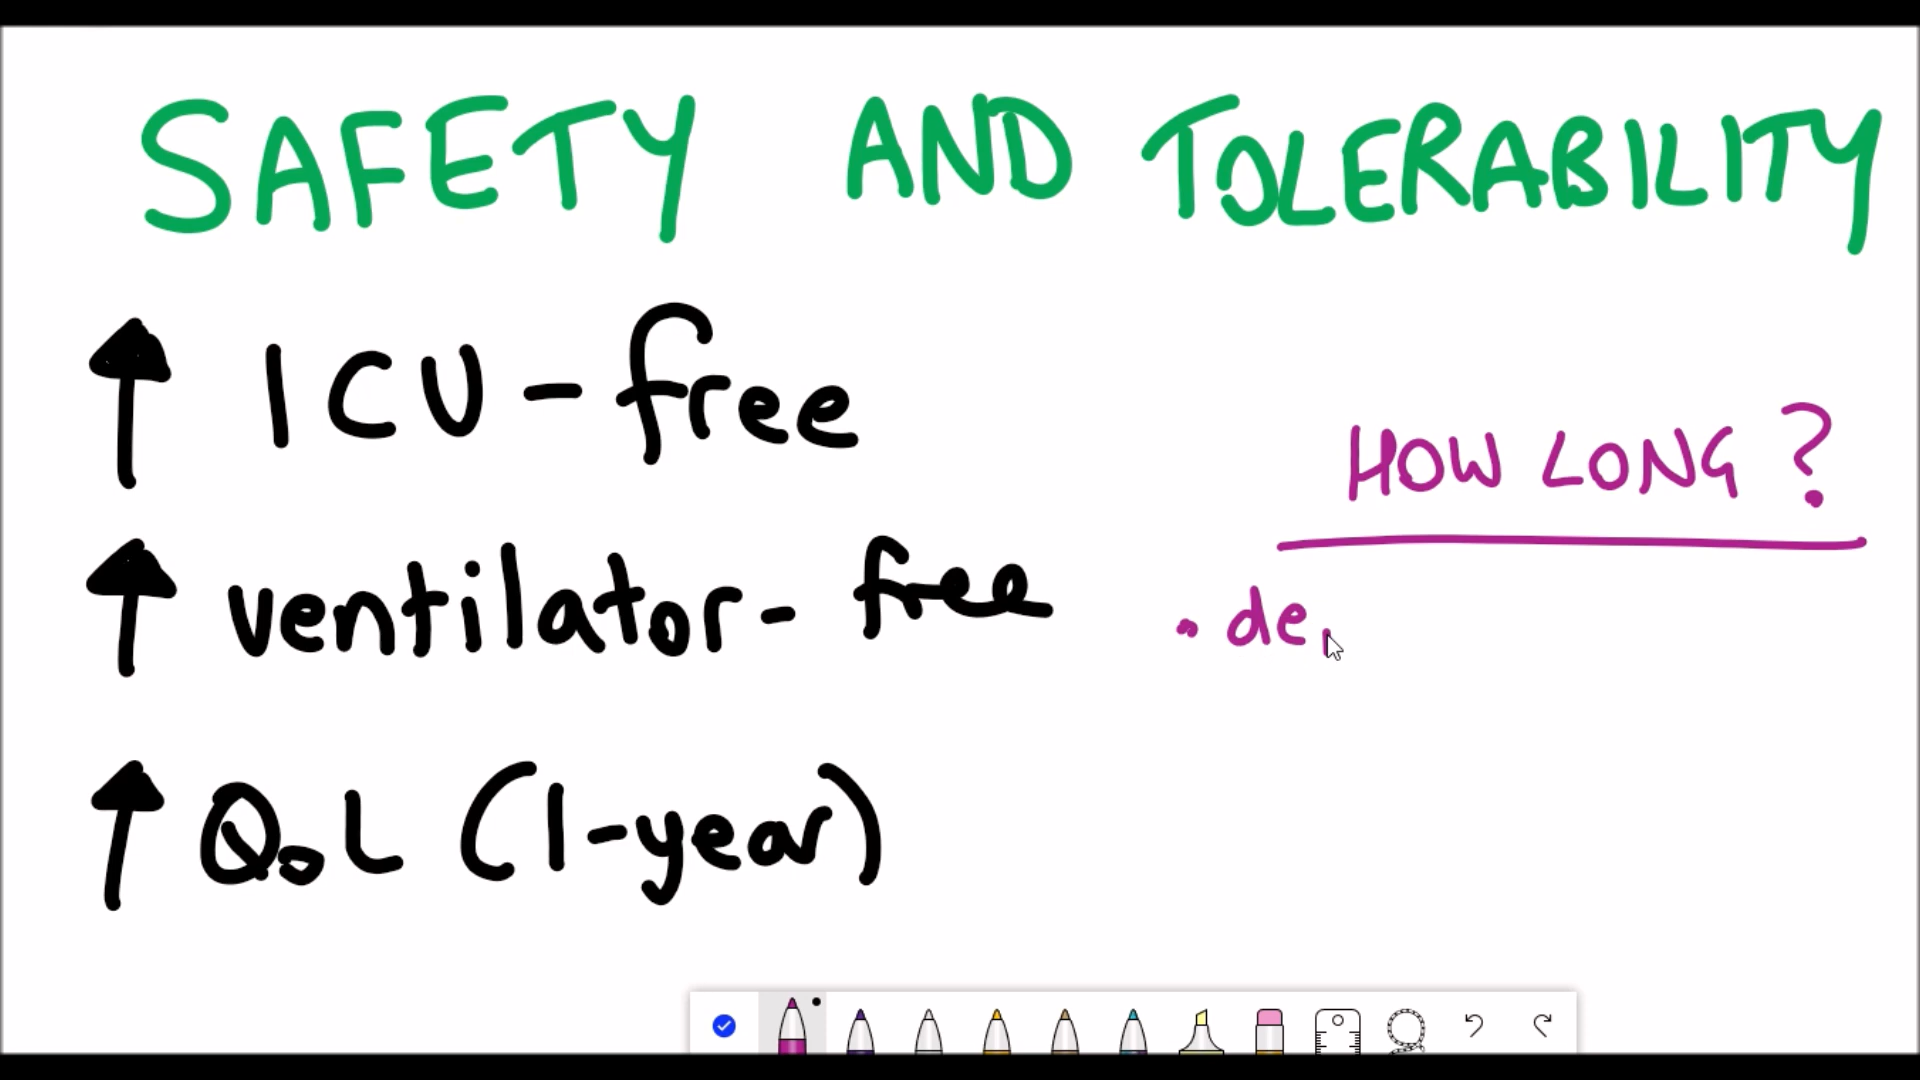 SAFETY AND TOLERABILITY
↑ ICU-free
↑ ventilator-free
↑ QoL (1-year)
HOW LONG?
• de